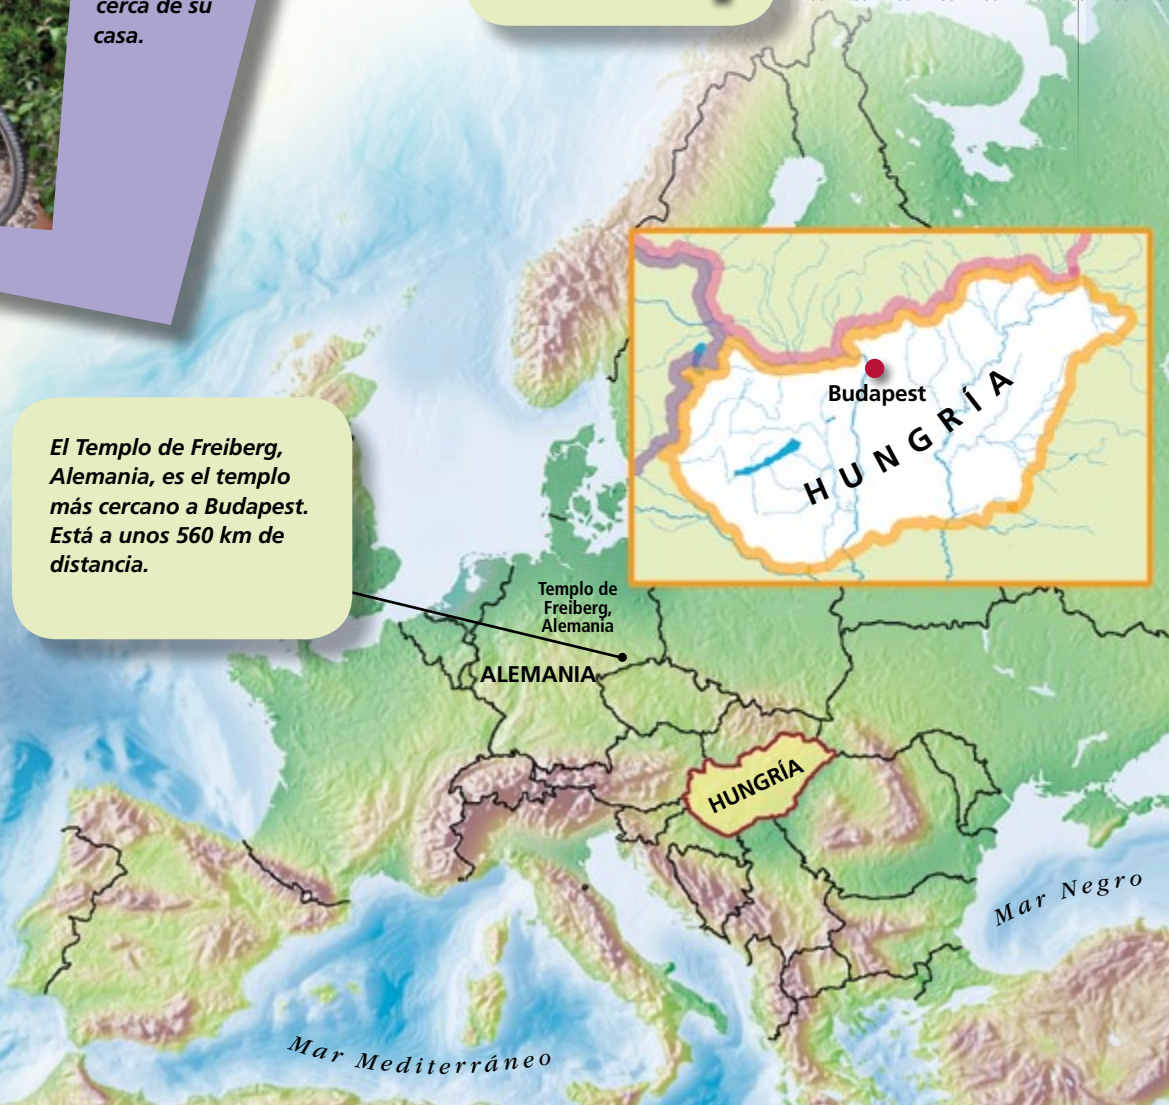 cerca de su
casa.
Budapest
HUNGRÍA
El Templo de Freiberg,
Alemania, es el templo
más cercano a Budapest.
Está a unos 560 km de
distancia.
Templo de
Freiberg,
Alemania
ALEMANIA
HUNGRÍA
Mar Negro
Mar Mediterráneo